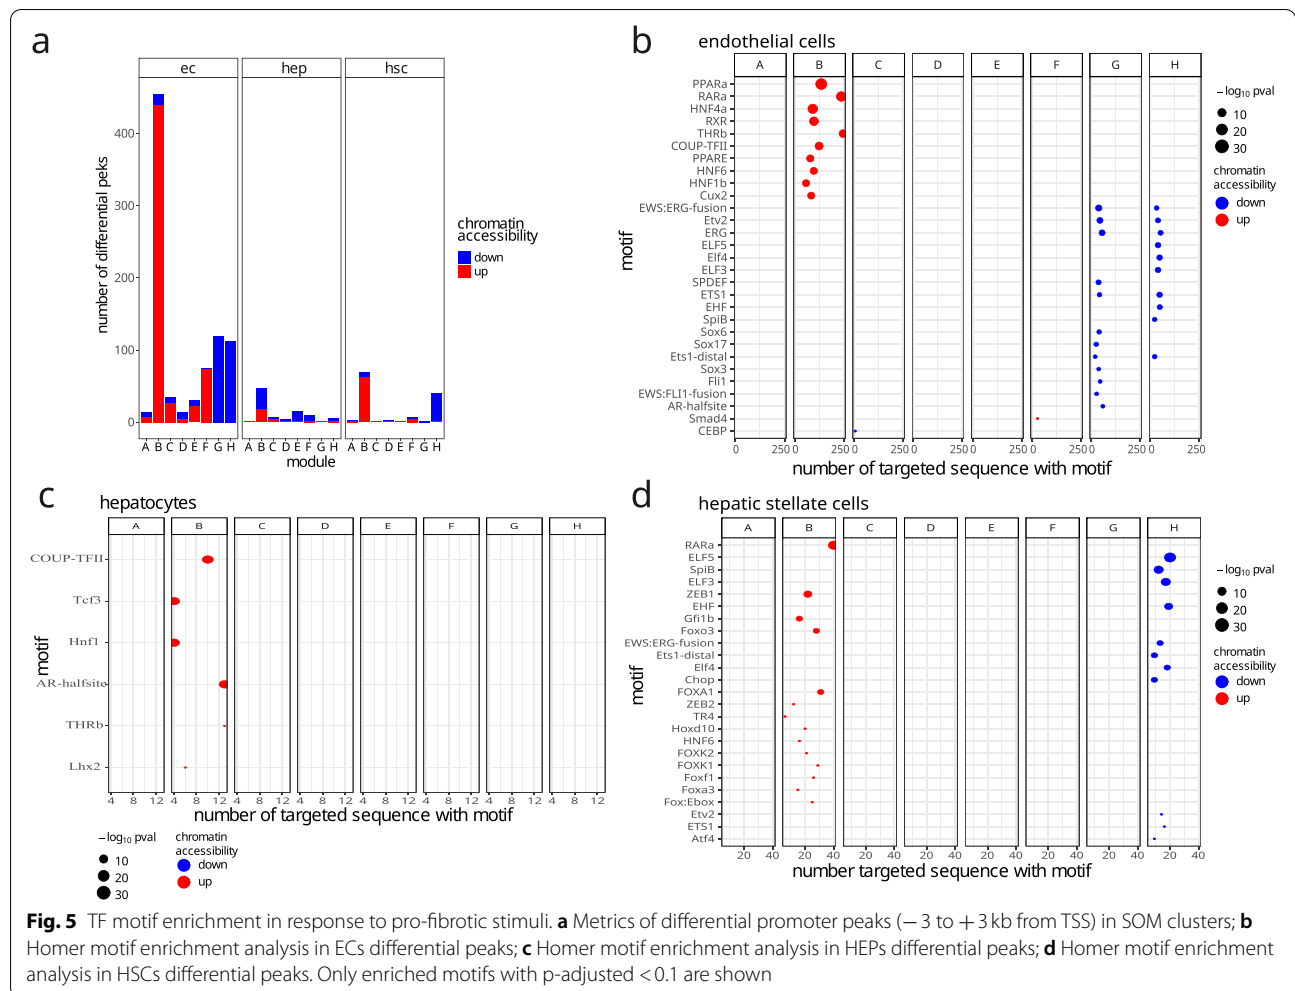 a
ec hep hsc
number of differential peks
400
300
200
100
0
A B C D E F G H A B C D E F G H A B C D E F G H
module
chromatin
accessibility
down
up
b
endothelial cells
A B C D E F G H
motif
PPARa
RARa
HNF4a
RXR
THRb
COUP-TFII
PPARE
HNF6
HNF1b
Cux2
EWS:ERG-fusion
Etv2
ERG
ELF5
Elf4
ELF3
SPDEF
ETS1
EHF
SpiB
Sox6
Sox17
Ets1-distal
Sox3
Fli1
EWS:FLI1-fusion
AR-halfsite
Smad4
CEBP
0 250 0 250 0 250 0 250 0 250 0 250 0 250 0 250
number of targeted sequence with motif
−log10 pval
10
20
30
chromatin
accessibility
down
up
c
hepatocytes
A B C D E F G H
motif
COUP-TFII
Tcf3
Hnf1
AR-halfsite
THRb
Lhx2
4 8 12 4 8 12 4 8 12 4 8 12 4 8 12 4 8 12 4 8 12 4 8 12
number of targeted sequence with motif
−log10 pval
10
20
30
chromatin
accessibility
down
up
d
hepatic stellate cells
A B C D E F G H
motif
RARa
ELF5
SpiB
ELF3
ZEB1
EHF
Gfi1b
Foxo3
EWS:ERG-fusion
Ets1-distal
Elf4
Chop
FOXA1
ZEB2
TR4
Hoxd10
HNF6
FOXK2
FOXK1
Foxf1
Foxa3
Fox:Ebox
Etv2
ETS1
Atf4
20 40 20 40 20 40 20 40 20 40 20 40 20 40 20 40
number targeted sequence with motif
−log10 pval
10
20
30
chromatin
accessibility
down
up
Fig. 5 TF motif enrichment in response to pro-fibrotic stimuli. a Metrics of differential promoter peaks (− 3 to + 3 kb from TSS) in SOM clusters; b
Homer motif enrichment analysis in ECs differential peaks; c Homer motif enrichment analysis in HEPs differential peaks; d Homer motif enrichment
analysis in HSCs differential peaks. Only enriched motifs with p-adjusted < 0.1 are shown